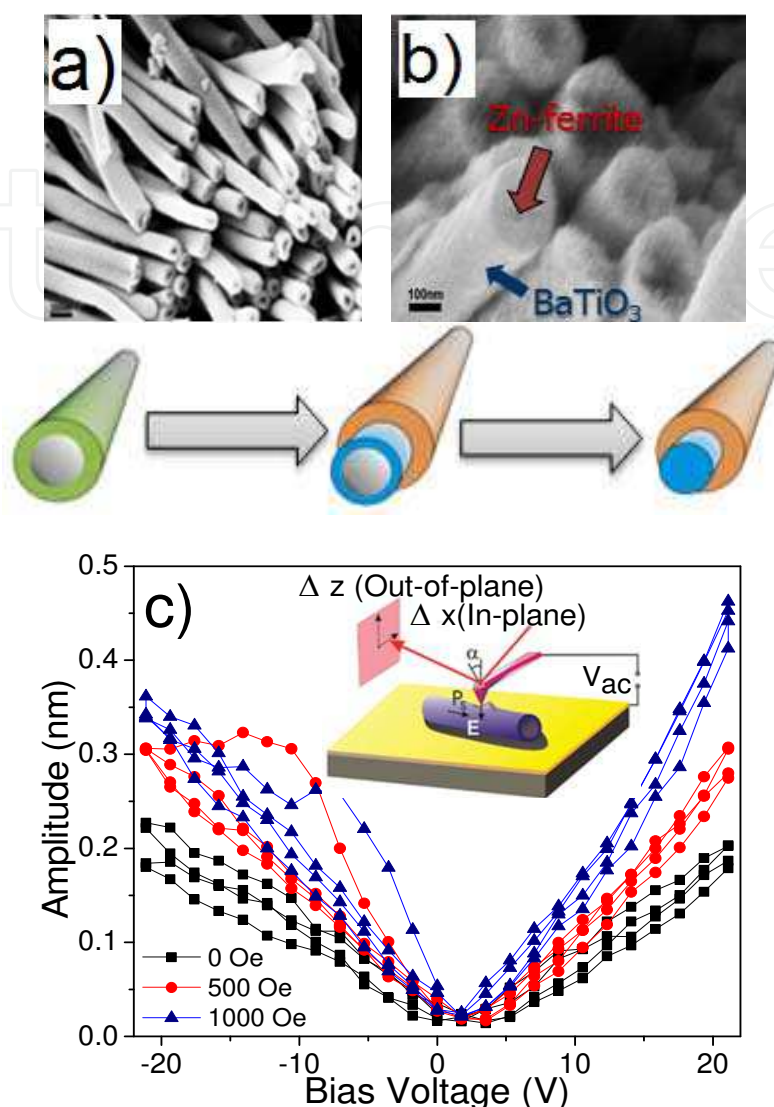 a)
b)
Zn-ferrite
BaTiO₃
100nm
c)
Δ z (Out-of-plane)
Δ x(In-plane)
α
Vac
E
0.5
0.4
0.3
0.2
0.1
0.0
Amplitude (nm)
0 Oe
500 Oe
1000 Oe
-20
-10
0
10
20
Bias Voltage (V)